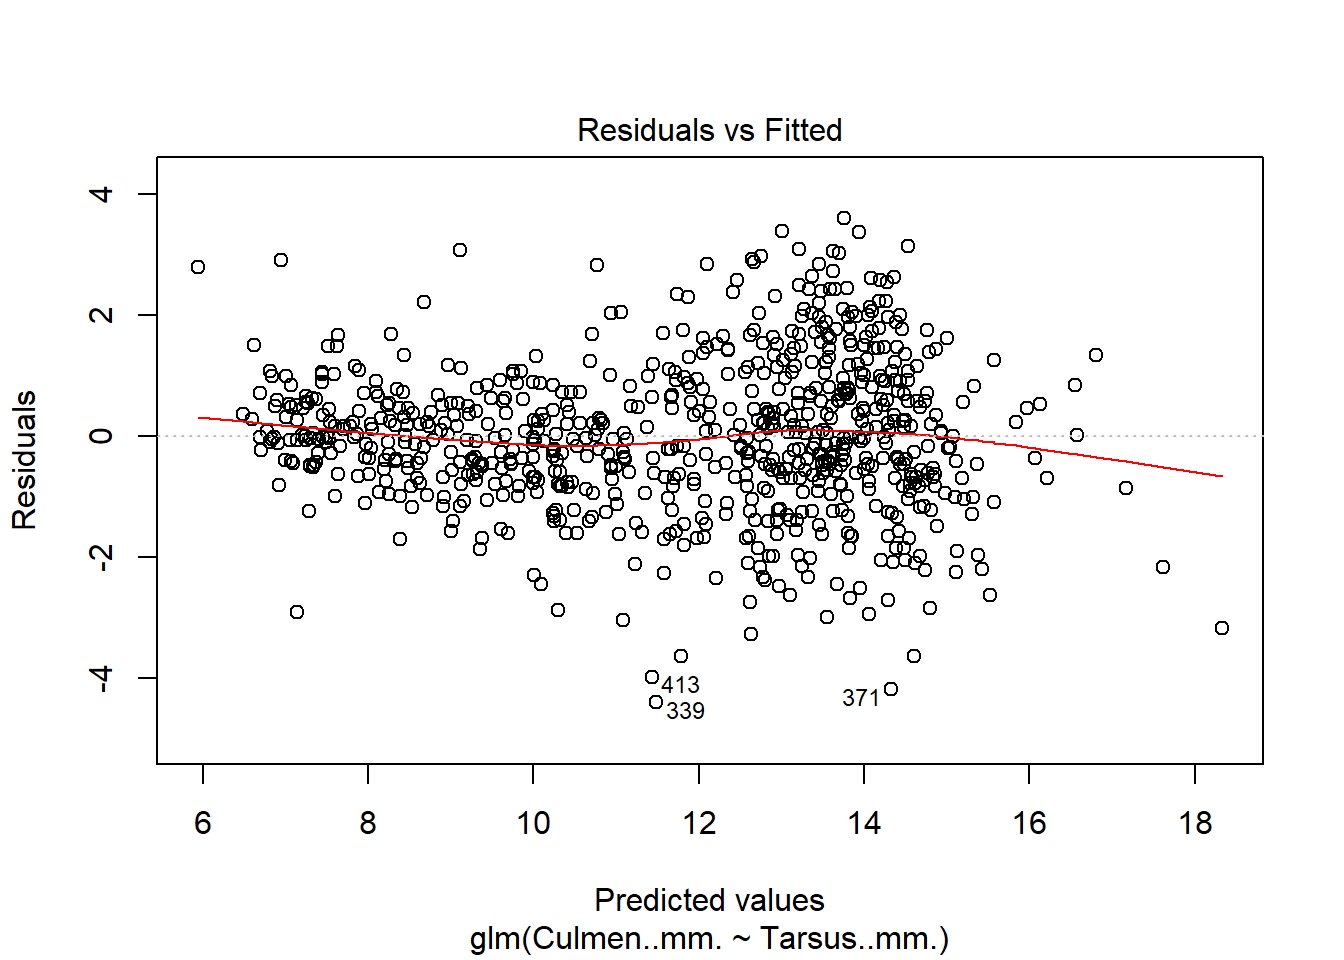 Residuals vs Fitted
4
2
0
-2
-4
Residuals
413
339
371
6 8 10 12 14 16 18
Predicted values
glm(Culmen..mm. ~ Tarsus..mm.)